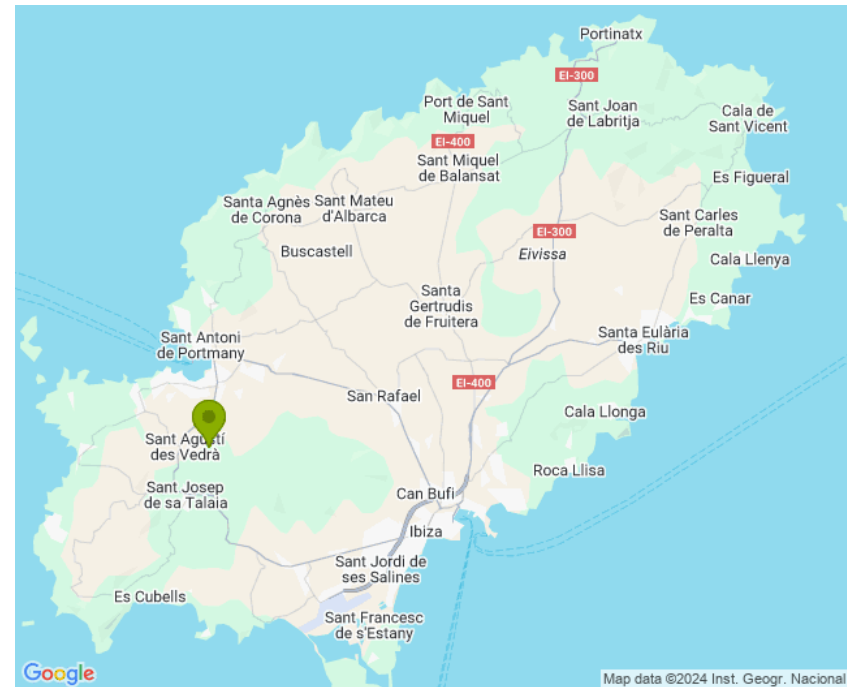 Portinatx
EI-300
Port de Sant
Miquel
Sant Joan
de Labritja
Cala de
Sant Vicent
EI-400
Sant Miquel
de Balansat
Es Figueral
Santa Agnès
de Corona
Sant Mateu
d'Albarca
Sant Carles
de Peralta
EI-300
Buscastell
Eivissa
Cala Llenya
Santa
Gertrudis
de Fruitera
Es Canar
Sant Antoni
de Portmany
Santa Eulària
des Riu
EI-400
San Rafael
Cala Llonga
Sant Agustí
des Vedrà
Roca Llisa
Sant Josep
de sa Talaia
Can Bufi
Ibiza
Sant Jordi de
ses Salines
Es Cubells
Sant Francesc
de s'Estany
Google
Map data ©2024 Inst. Geogr. Nacional